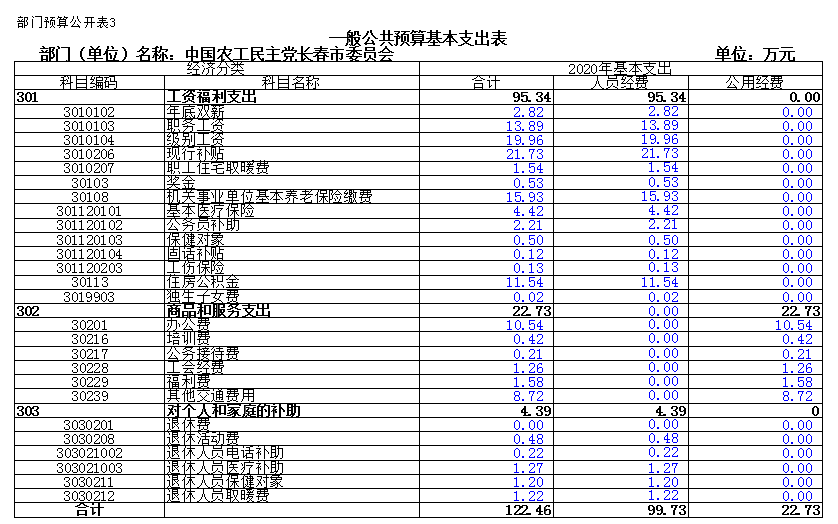 部门预算公开表3
一般公共预算基本支出表
部门（单位）名称：中国农工民主党长春市委员会 单位：万元
经济分类 2020年基本支出
科目编码 科目名称 合计 人员经费 公用经费
301 工资福利支出 95.34 95.34 0.00
3010102 年底双薪 2.82 2.82 0.00
3010103 职务工资 13.89 13.89 0.00
3010104 级别工资 19.96 19.96 0.00
3010206 现行补贴 21.73 21.73 0.00
3010207 职工住宅取暖费 1.54 1.54 0.00
30103 奖金 0.53 0.53 0.00
30108 机关事业单位基本养老保险缴费 15.93 15.93 0.00
301120101 基本医疗保险 4.42 4.42 0.00
301120102 公务员补助 2.21 2.21 0.00
301120103 保健对象 0.50 0.50 0.00
301120104 固话补贴 0.12 0.12 0.00
301120203 工伤保险 0.13 0.13 0.00
30113 住房公积金 11.54 11.54 0.00
3019903 独生子女费 0.02 0.02 0.00
302 商品和服务支出 22.73 0.00 22.73
30201 办公费 10.54 0.00 10.54
30216 培训费 0.42 0.00 0.42
30217 公务接待费 0.21 0.00 0.21
30228 工会经费 1.26 0.00 1.26
30229 福利费 1.58 0.00 1.58
30239 其他交通费用 8.72 0.00 8.72
303 对个人和家庭的补助 4.39 4.39 0
3030201 退休费 0.00 0.00 0.00
3030208 退休活动费 0.48 0.48 0.00
303021002 退休人员电话补助 0.22 0.22 0.00
303021003 退休人员医疗补助 1.27 1.27 0.00
3030211 退休人员保健对象 1.20 1.20 0.00
3030212 退休人员取暖费 1.22 1.22 0.00
合计 122.46 99.73 22.73